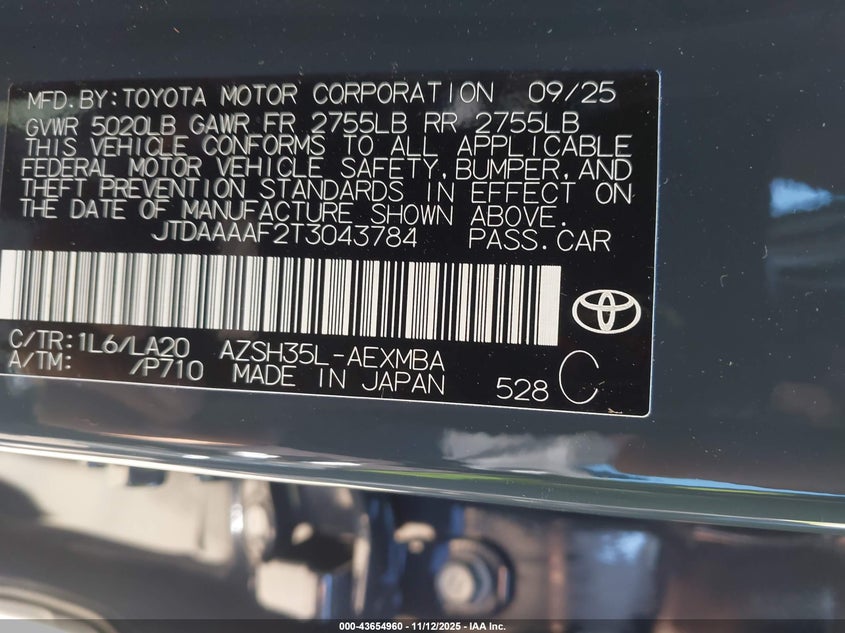 MFD.BY:TOYOTA MOTOR CORPORATION 09/25
GVWR 5020LB GAWR FR 2755LB RR 2755LB
THIS VEHICLE CONFORMS TO ALL APPLICABLE
FEDERAL MOTOR VEHICLE SAFETY,BUMPER,AND
THEFT PREVENTION STANDARDS IN EFFECT ON
THE DATE OF MANUFACTURE SHOWN ABOVE.
JTDAAAAF2T3043784 PASS.CAR
C/TR:1L6/LA20 AZSH35L-AEXMBA
A/TM: /P710 MADE IN JAPAN 528 C
000-43654960 - 11/12/2025 - IAA Inc.